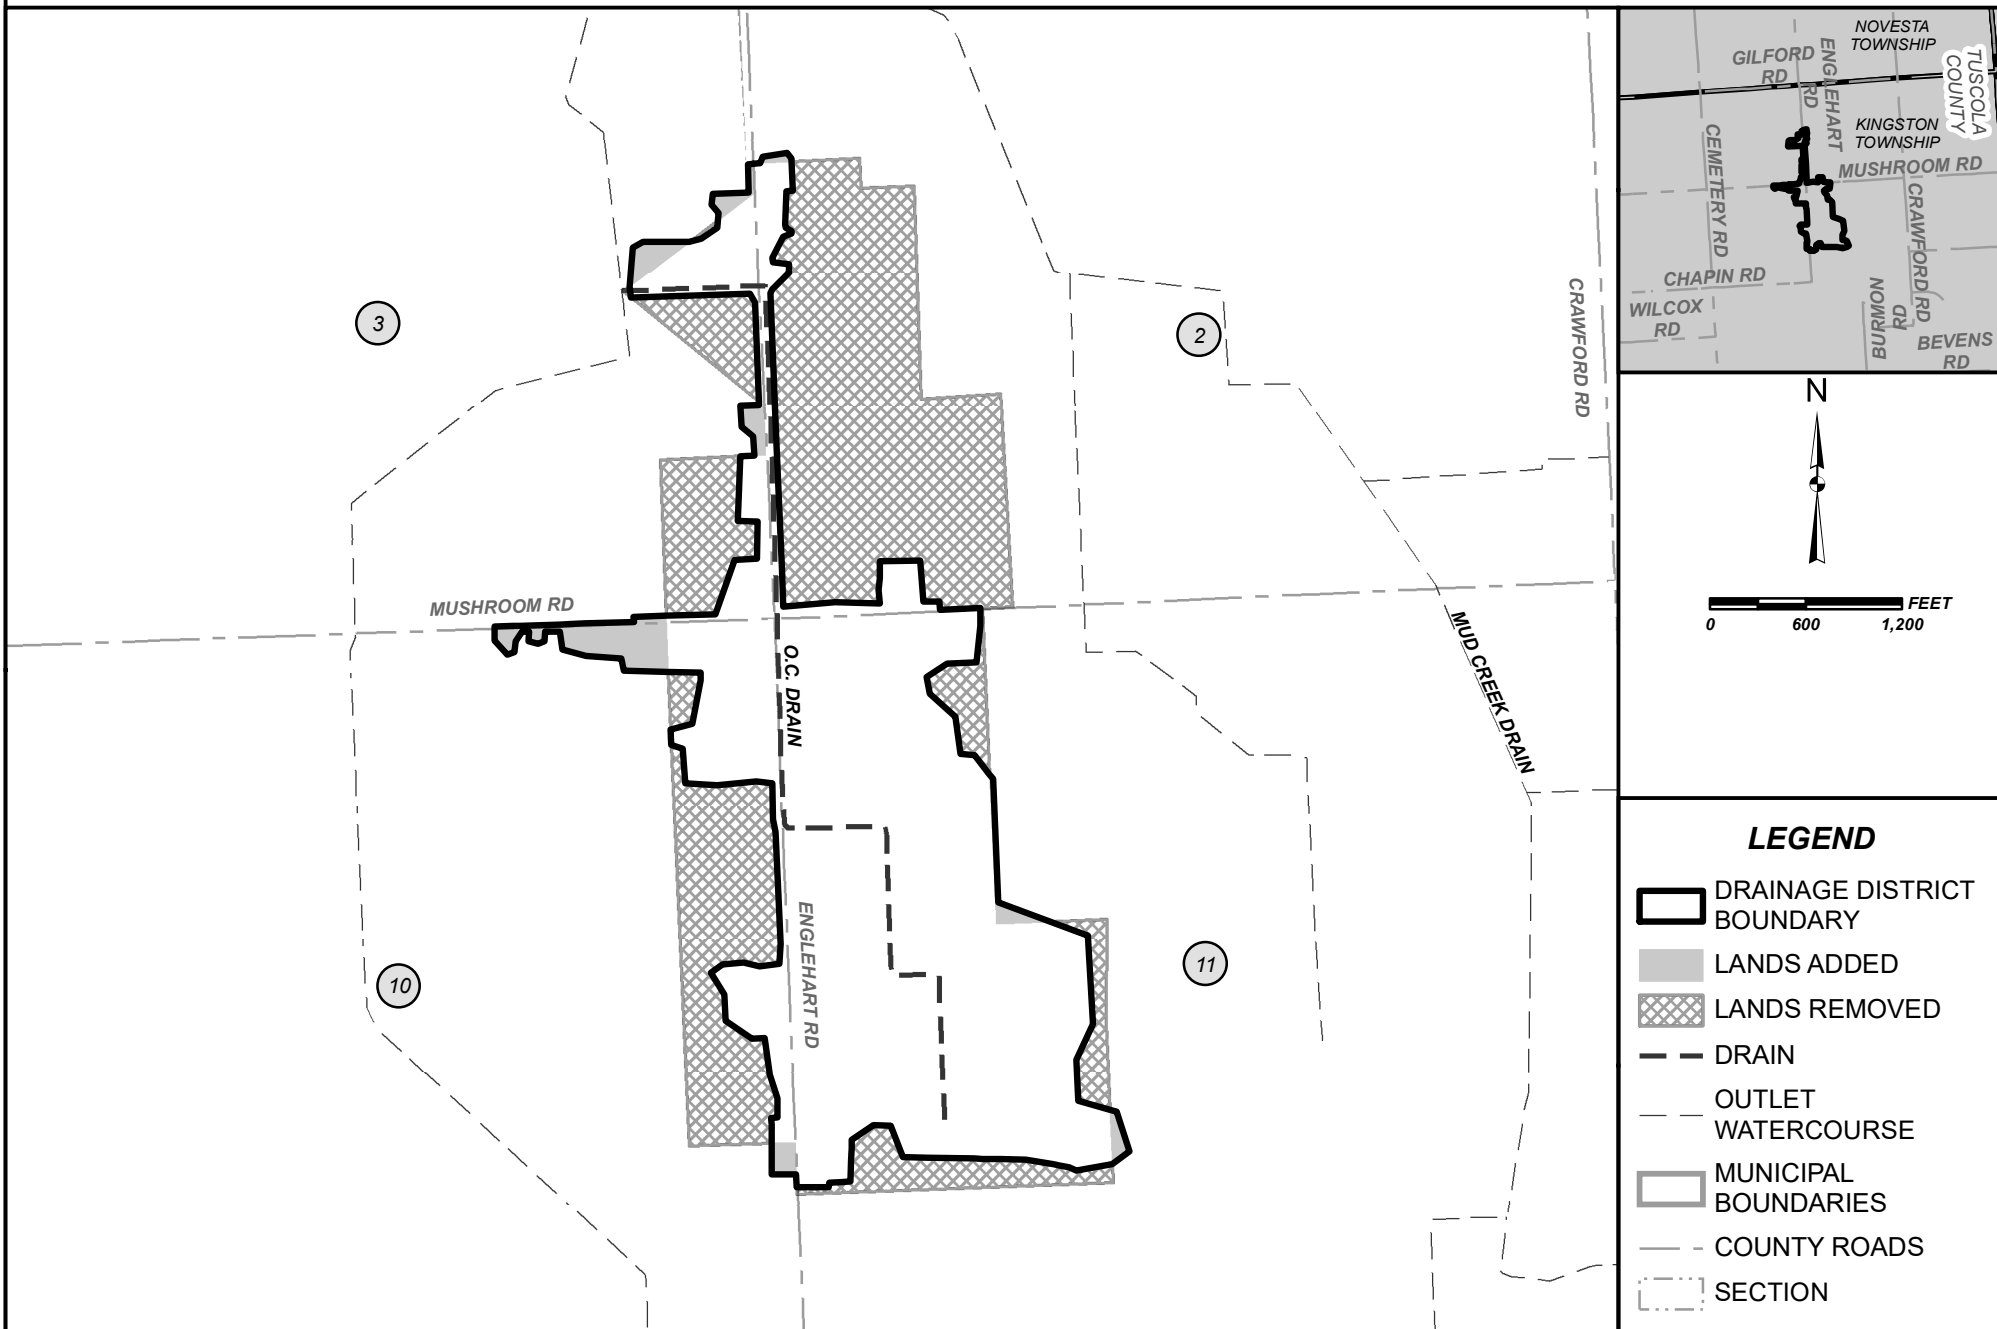 3
2
10
11
MUSHROOM RD
CRAWFORD RD
O.C. DRAIN
MUD CREEK DRAIN
ENGLEHART RD
NOVESTA
TOWNSHIP
GILFORD
RD
ENGLEHART
RD
TUSCOLA
COUNTY
KINGSTON
TOWNSHIP
CEMETERY RD
MUSHROOM RD
CRAWFORD RD
CHAPIN RD
WILCOX
RD
BURMON
RD
BEVENS
RD
N
FEET
0 600 1,200
LEGEND
DRAINAGE DISTRICT
BOUNDARY
LANDS ADDED
LANDS REMOVED
DRAIN
OUTLET
WATERCOURSE
MUNICIPAL
BOUNDARIES
COUNTY ROADS
SECTION